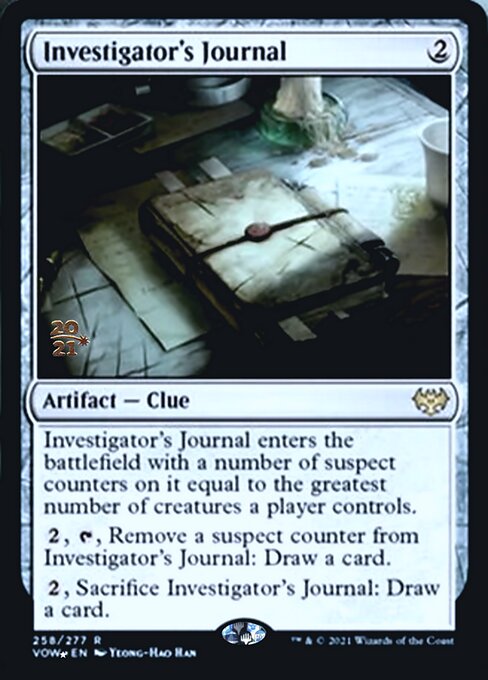 Investigator's Journal 2
20
21*
Artifact — Clue
Investigator's Journal enters the
battlefield with a number of suspect
counters on it equal to the greatest
number of creatures a player controls.
2, T, Remove a suspect counter from
Investigator's Journal: Draw a card.
2, Sacrifice Investigator's Journal: Draw
a card.
258/277 R
VOW★ EN Yeong-Hao Han
™ & © 2021 Wizards of the Coast